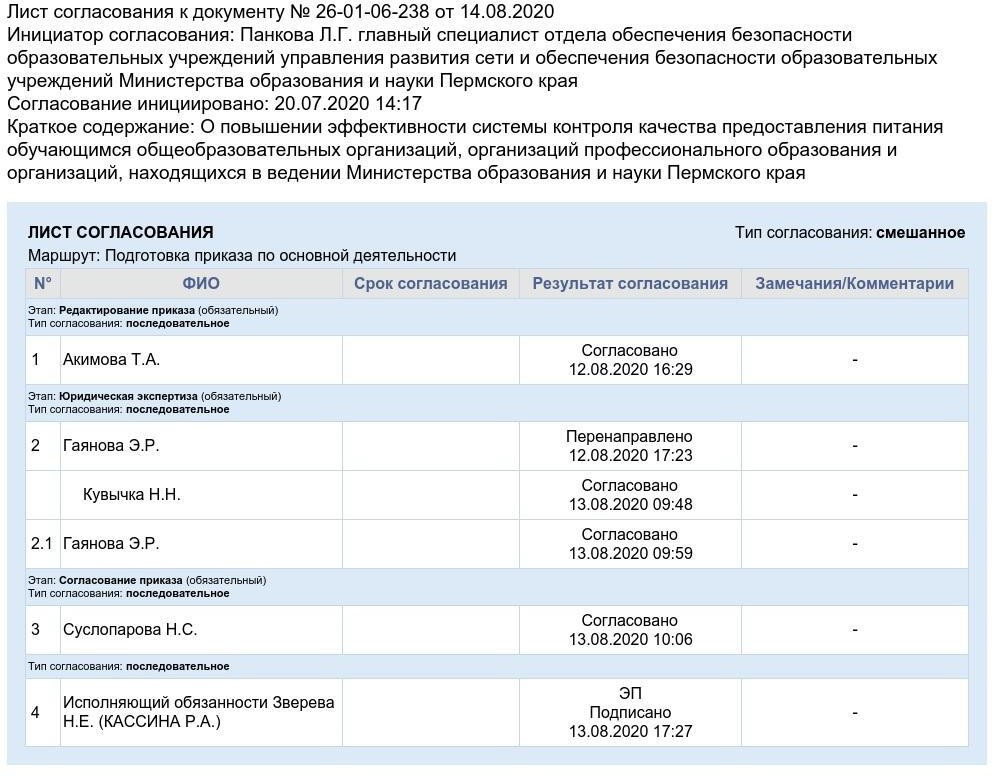 Лист согласования к документу № 26-01-06-238 от 14.08.2020
Инициатор согласования: Панкова Л.Г. главный специалист отдела обеспечения безопасности
образовательных учреждений управления развития сети и обеспечения безопасности образовательных
учреждений Министерства образования и науки Пермского края
Согласование инициировано: 20.07.2020 14:17
Краткое содержание: О повышении эффективности системы контроля качества предоставления питания
обучающимся общеобразовательных организаций, организаций профессионального образования и
организаций, находящихся в ведении Министерства образования и науки Пермского края
ЛИСТ СОГЛАСОВАНИЯ Тип согласования: смешанное
Маршрут: Подготовка приказа по основной деятельности
N° ФИО Срок согласования Результат согласования Замечания/Комментарии
Этап: Редактирование приказа (обязательный)
Тип согласования: последовательное
1 Акимова Т.А. Согласовано -
12.08.2020 16:29
Этап: Юридическая экспертиза (обязательный)
Тип согласования: последовательное
2 Гаянова Э.Р. Перенаправлено -
12.08.2020 17:23
Кувычка Н.Н. Согласовано -
13.08.2020 09:48
2.1 Гаянова Э.Р. Согласовано -
13.08.2020 09:59
Этап: Согласование приказа (обязательный)
Тип согласования: последовательное
3 Суслопарова Н.С. Согласовано -
13.08.2020 10:06
Тип согласования: последовательное
4 Исполняющий обязанности Зверева ЭП -
Н.Е. (КАССИНА Р.А.) Подписано
13.08.2020 17:27